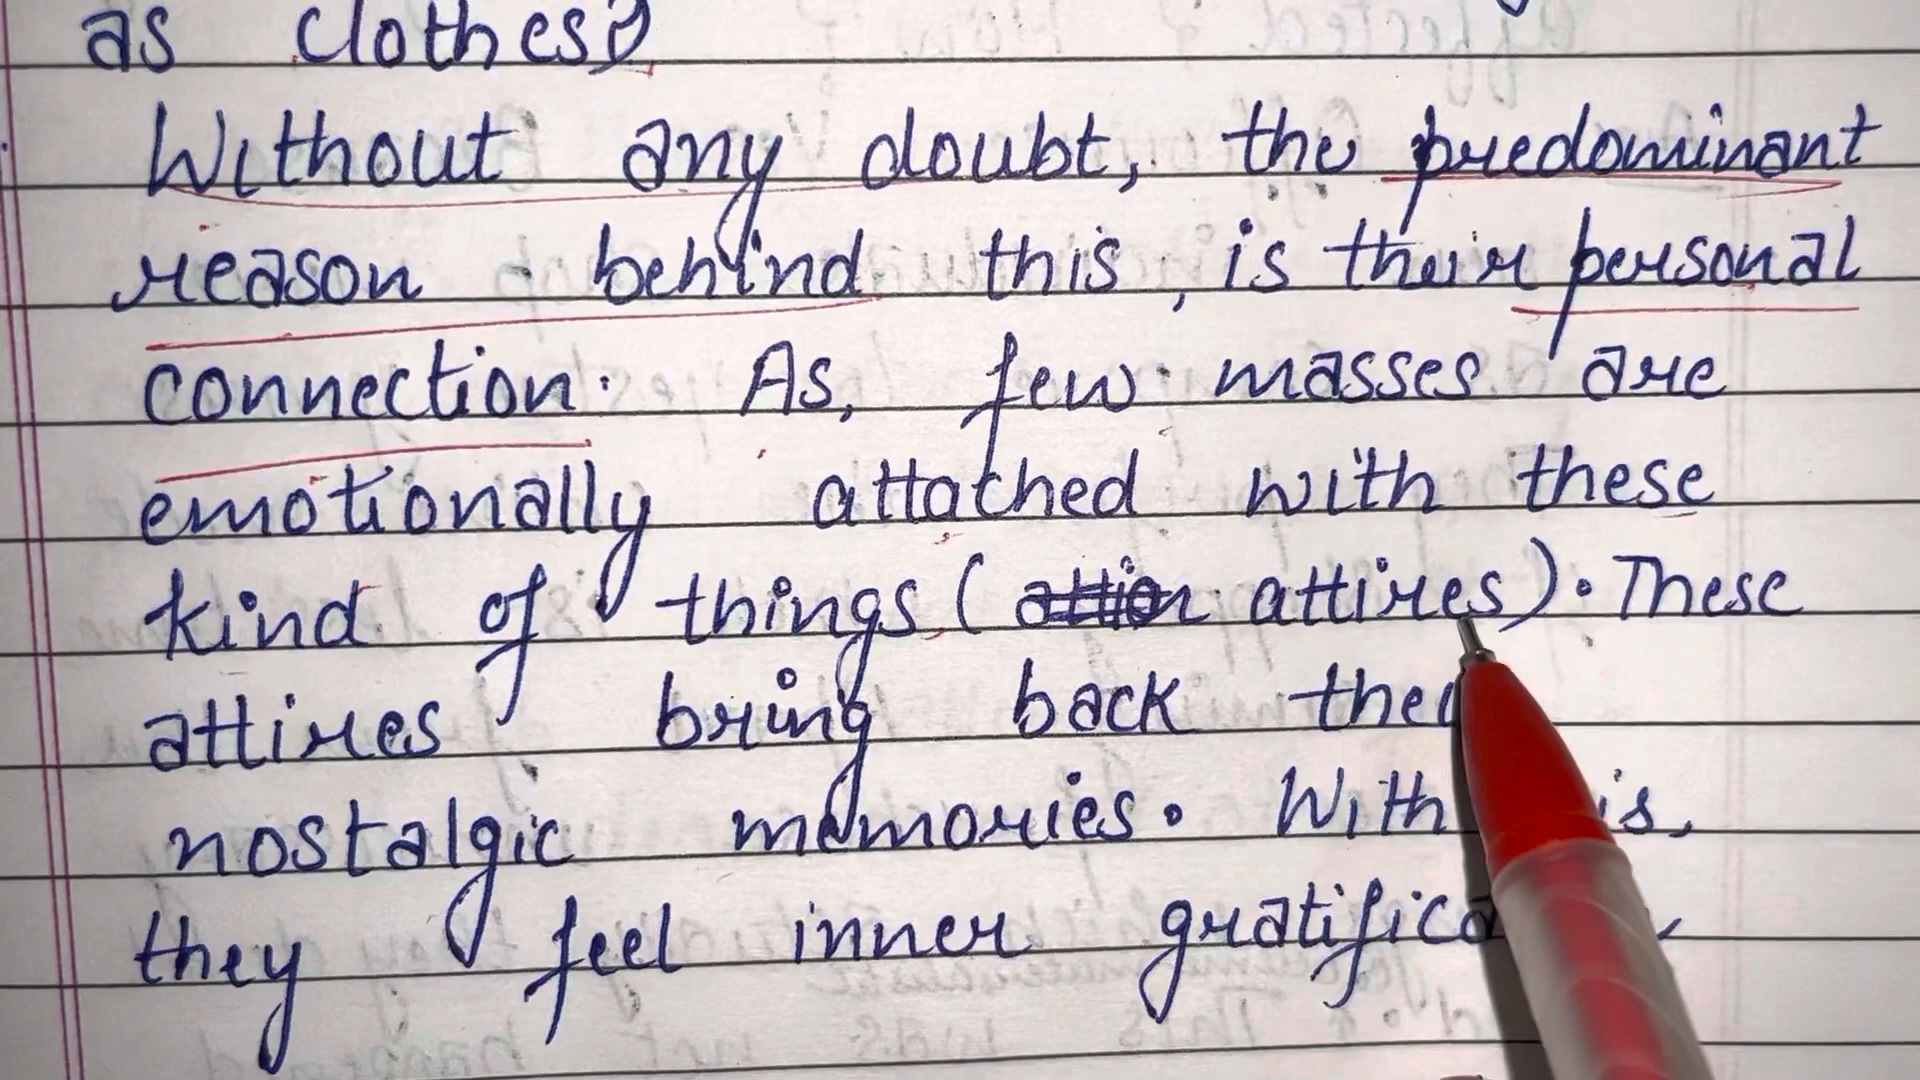 as clothes?
Without any doubt, the predominant
reason behind this, is their personal
connection. As, few masses are
emotionally attached with these
kind of things ( attires). These
attires bring back
nostalgic memories. With
they feel inner